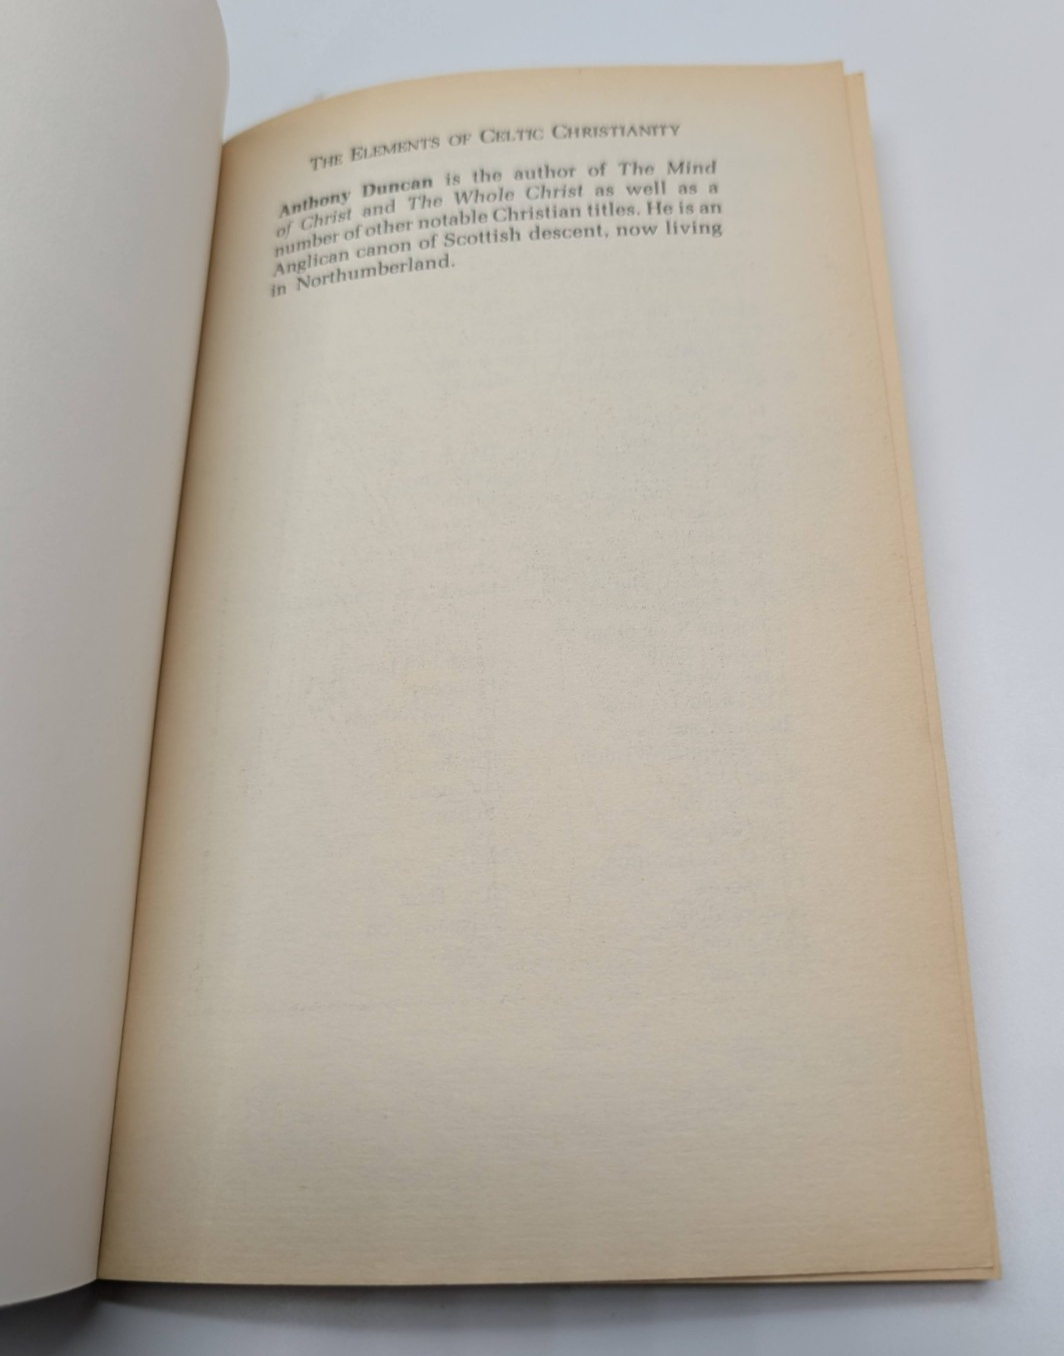 THE ELEMENTS OF CELTIC CHRISTIANITY
Anthony Duncan is the author of The Mind
of Christ and The Whole Christ as well as a
number of other notable Christian titles. He is an
Anglican canon of Scottish descent, now living
in Northumberland.